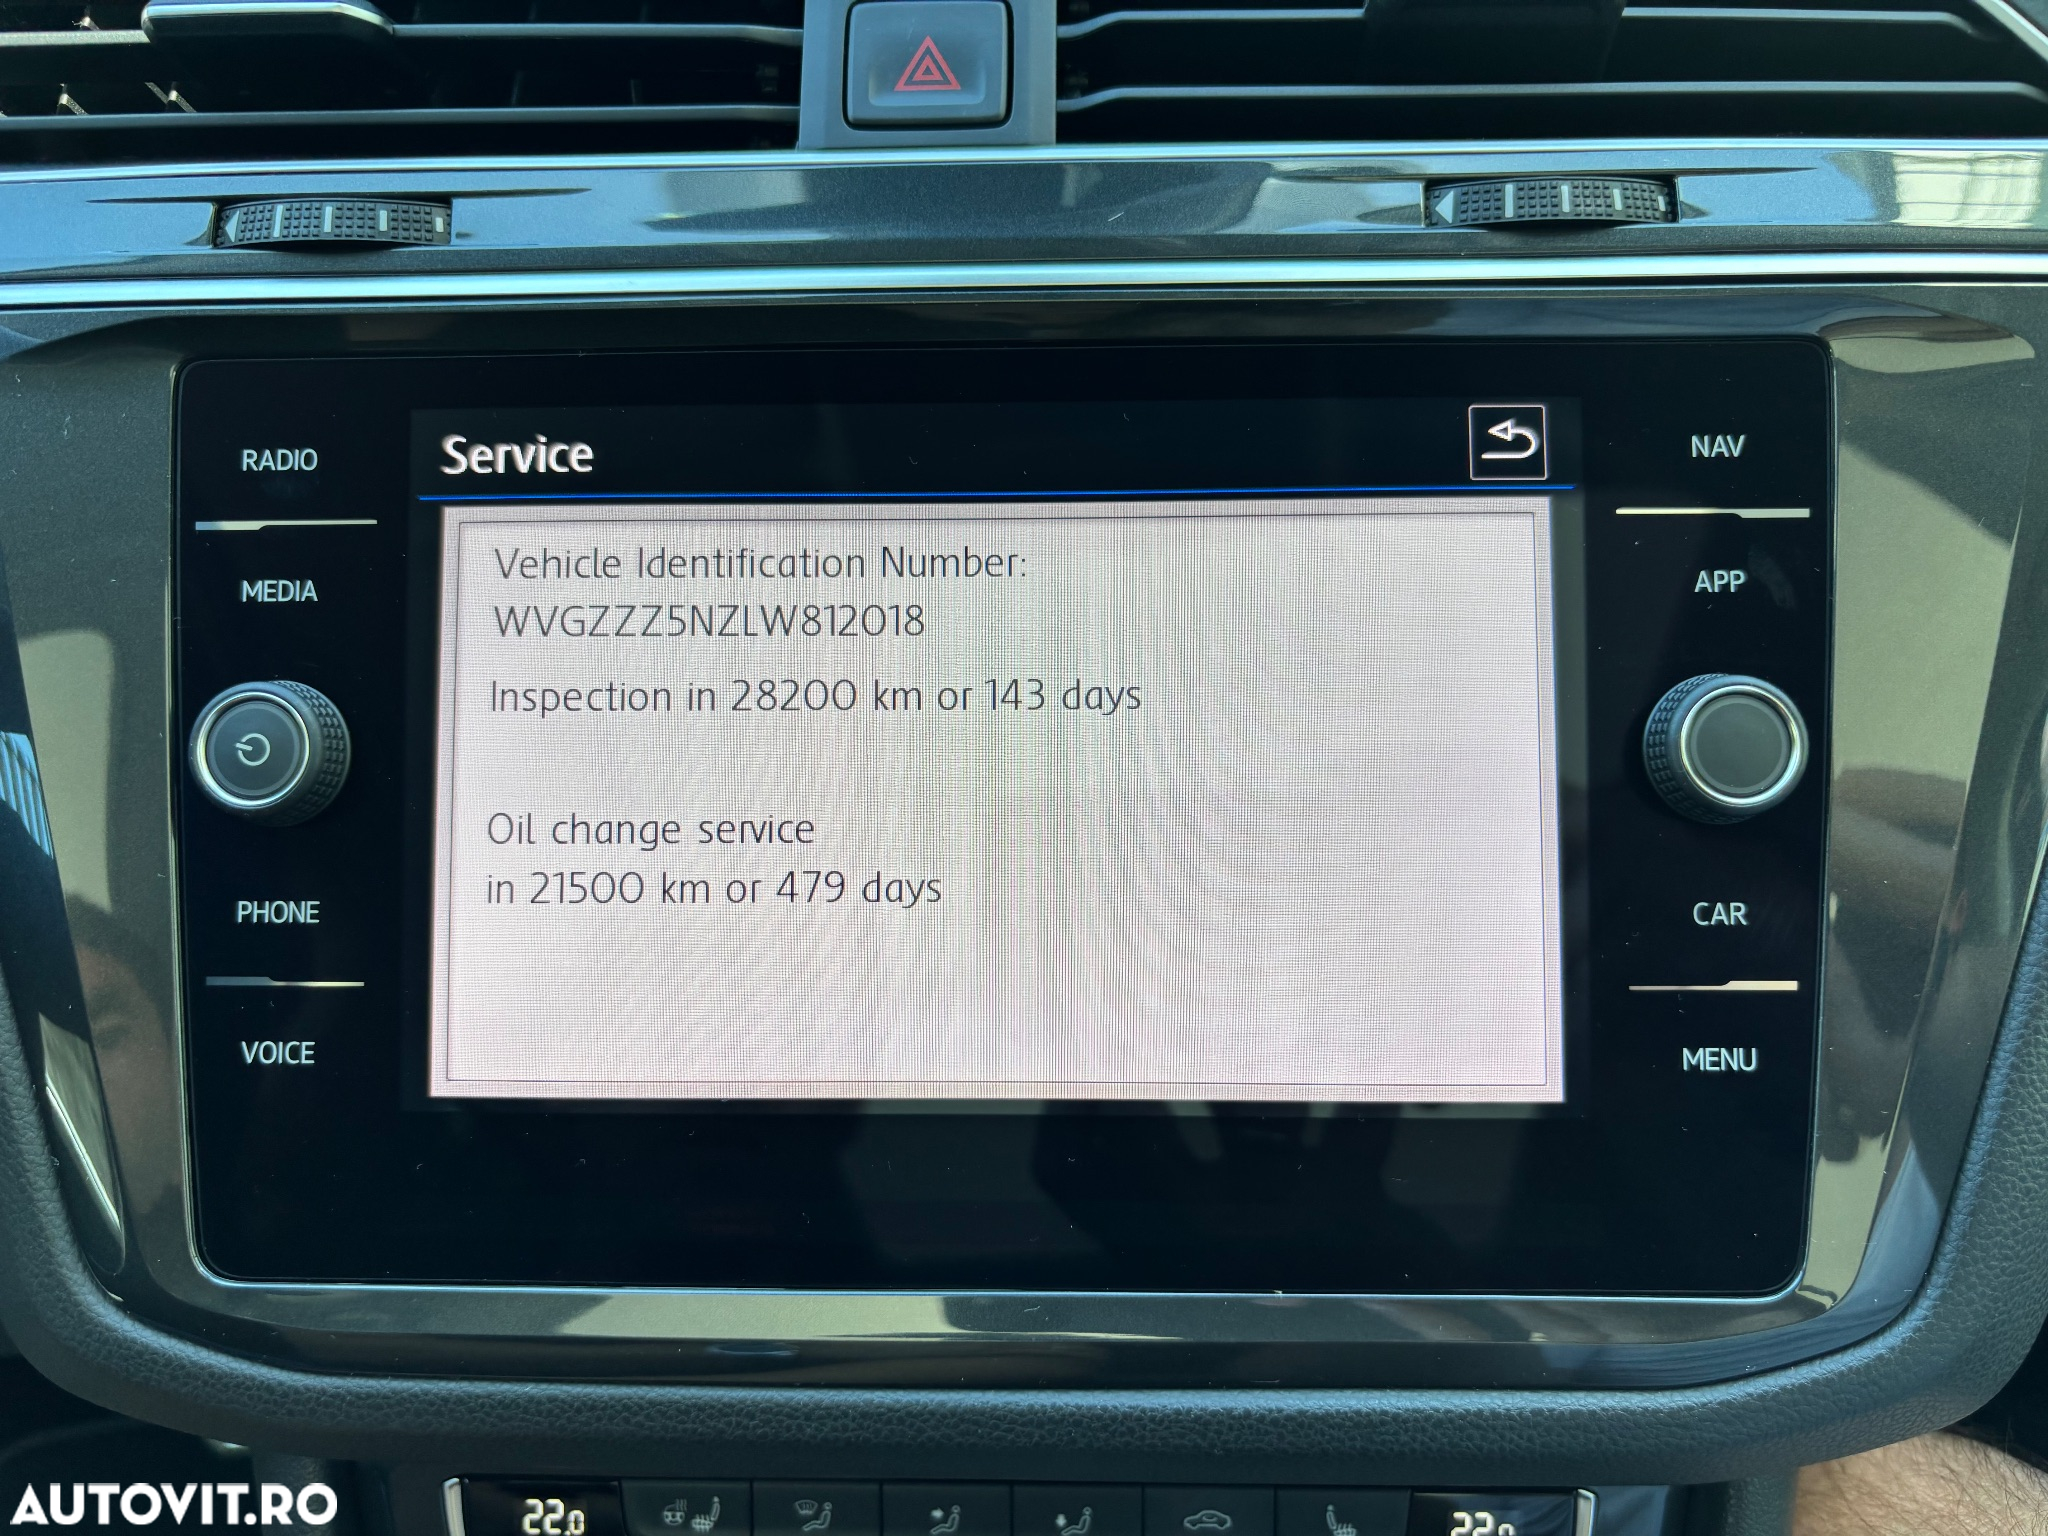 RADIO
MEDIA
PHONE
VOICE
Service
Vehicle Identification Number:
WVGZZZ5NZLW812018
Inspection in 28200 km or 143 days
Oil change service
in 21500 km or 479 days
NAV
APP
CAR
MENU
22.0
22.0
AUTOVIT.RO